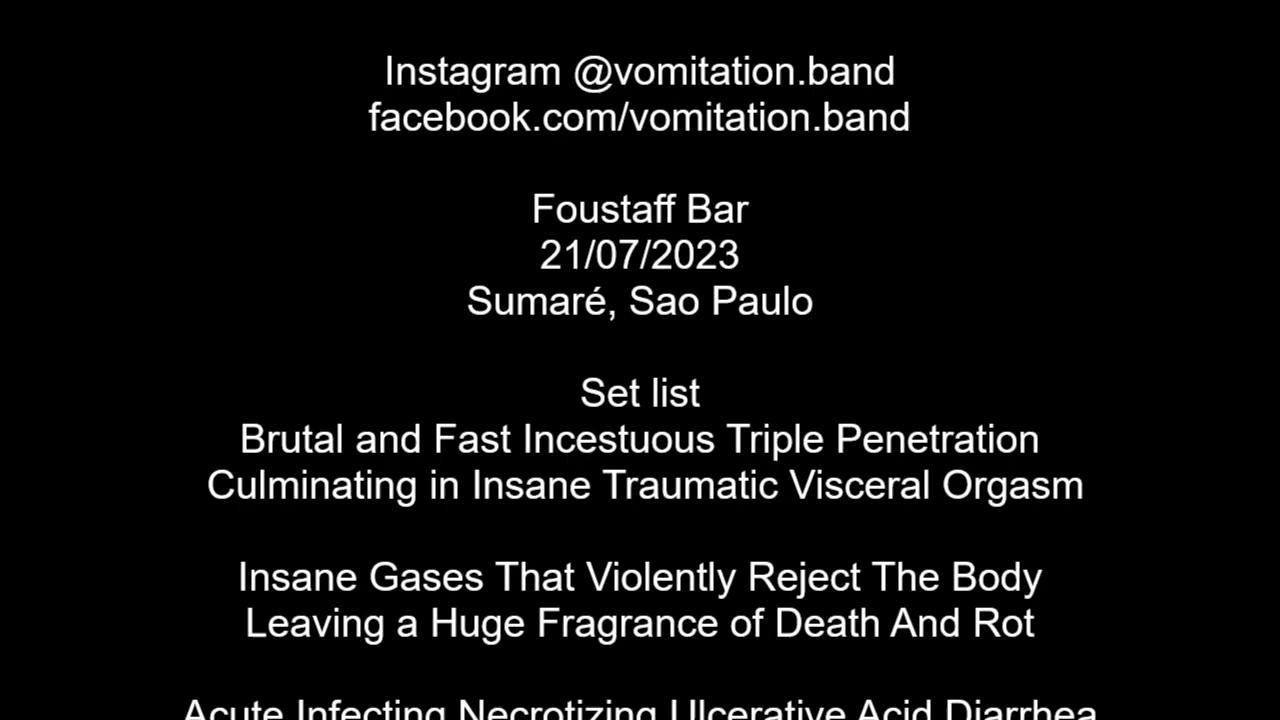 Instagram @vomitation.band
facebook.com/vomitation.band
Foustaff Bar
21/07/2023
Sumaré, Sao Paulo
Set list
Brutal and Fast Incestuous Triple Penetration
Culminating in Insane Traumatic Visceral Orgasm
Insane Gases That Violently Reject The Body
Leaving a Huge Fragrance of Death And Rot
Acute Infecting Necrotizing Ulcerative Acid Diarrhea